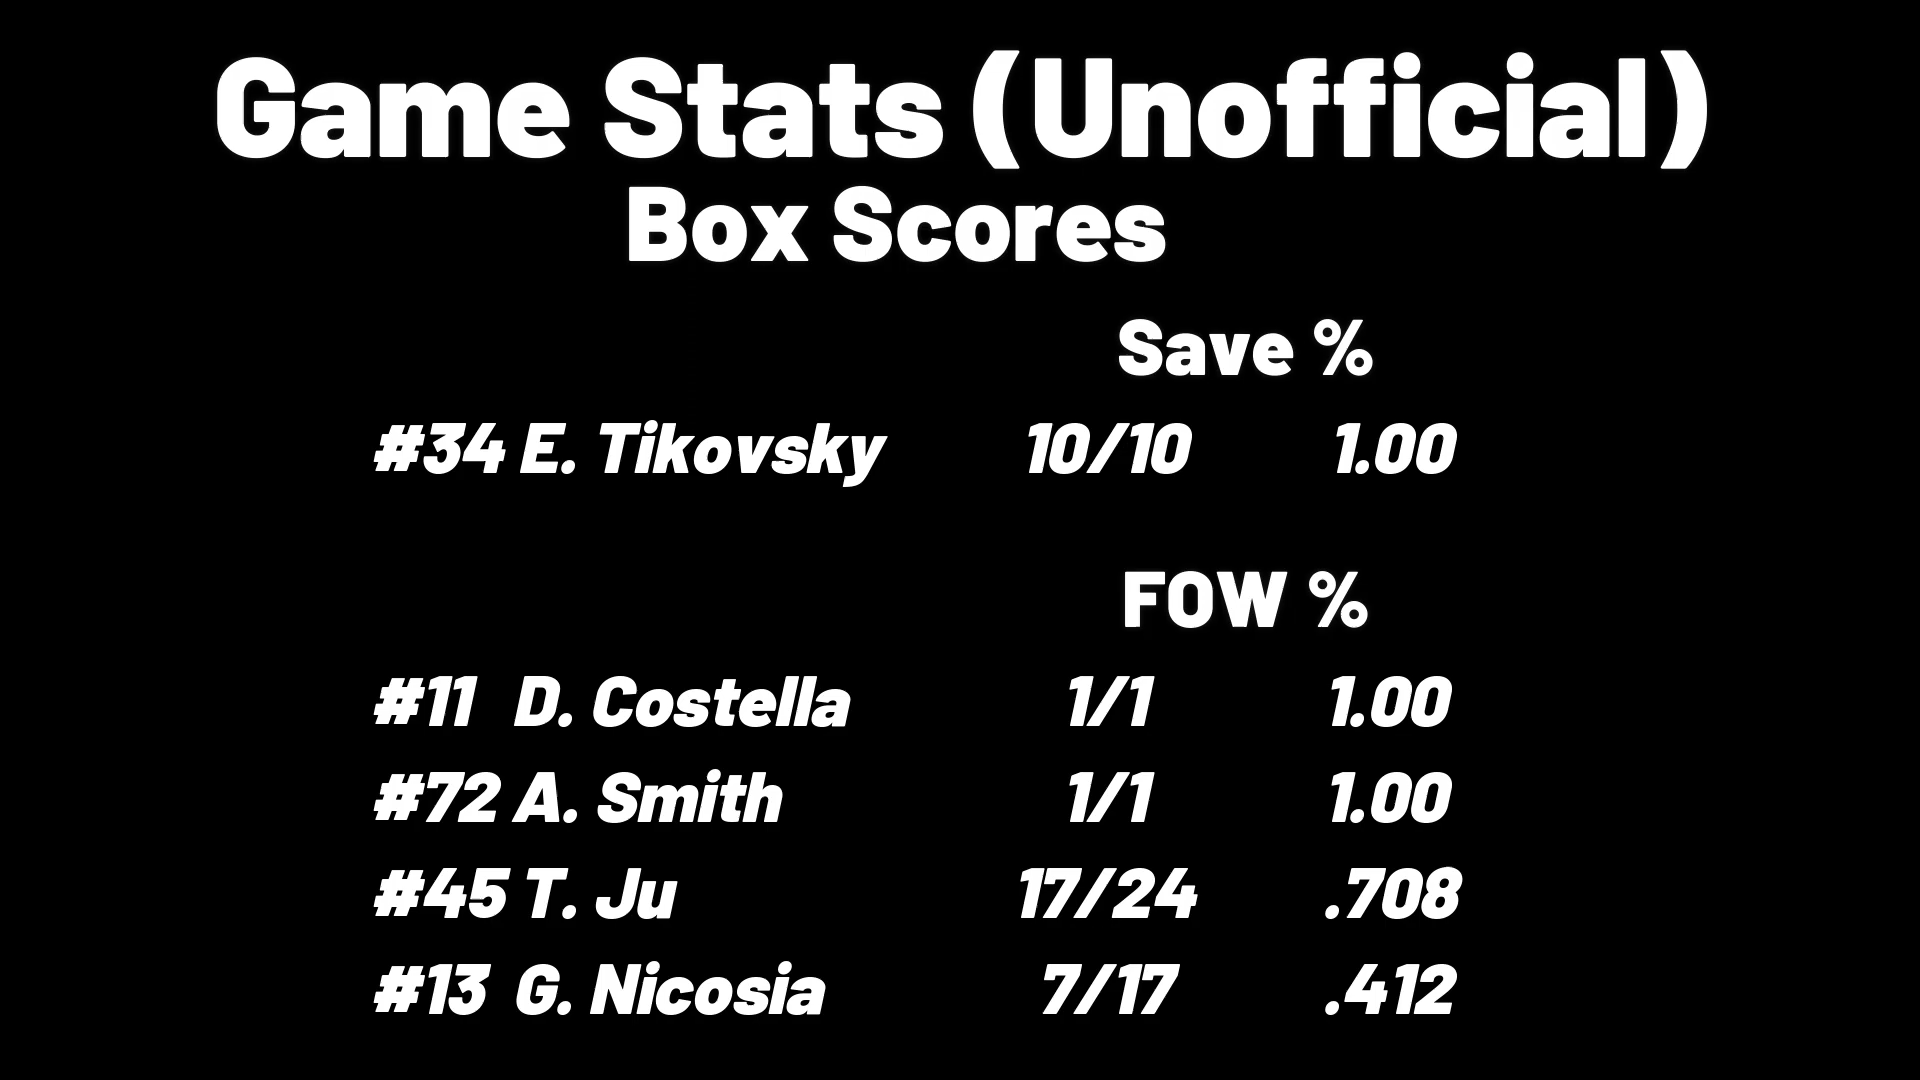 Game Stats (Unofficial)
Box Scores
Save %
#34 E. Tikovsky 10/10 1.00
FOW %
#11 D. Costella 1/1 1.00
#72 A. Smith 1/1 1.00
#45 T. Ju 17/24 .708
#13 G. Nicosia 7/17 .412